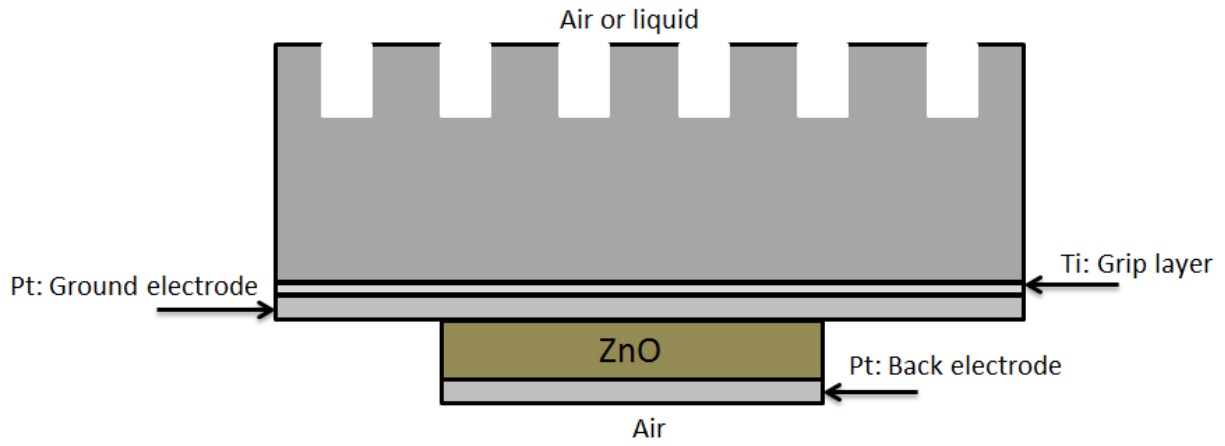 Air or liquid
Ti: Grip layer
Pt: Ground electrode
ZnO
Pt: Back electrode
Air